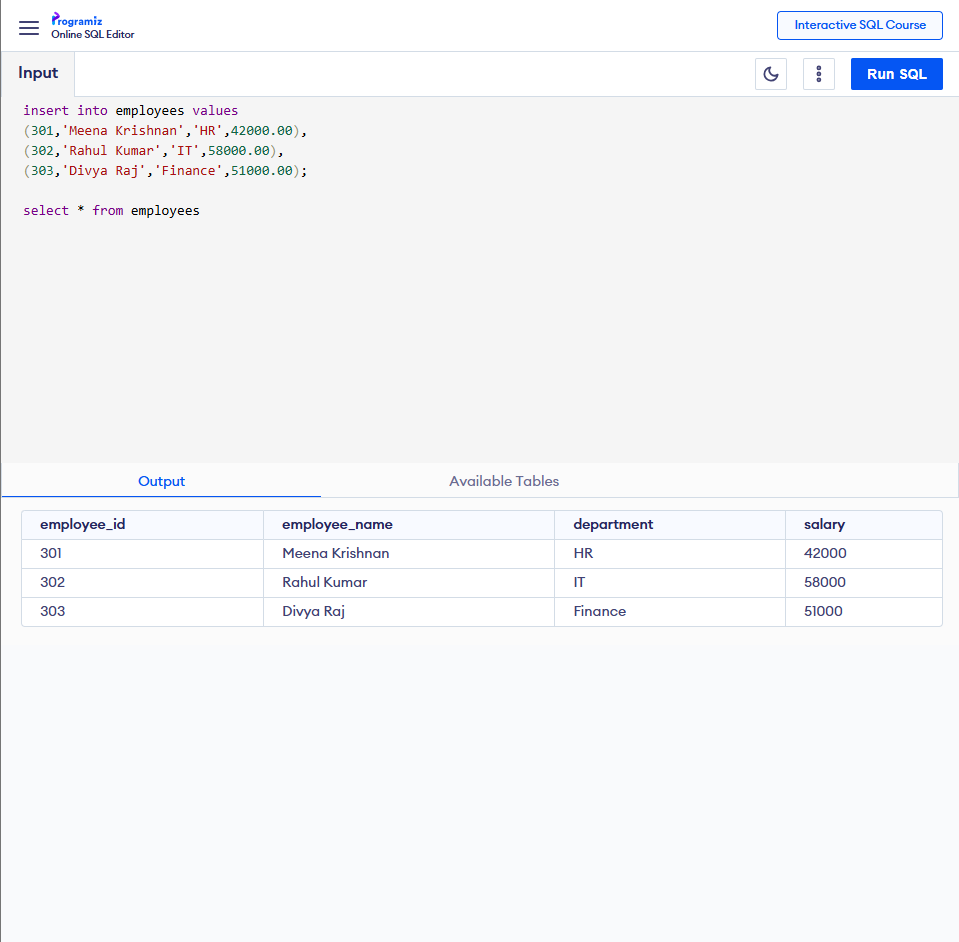 Programiz
Online SQL Editor
Interactive SQL Course
Input
Run SQL
insert into employees values
(301,'Meena Krishnan','HR',42000.00),
(302,'Rahul Kumar','IT',58000.00),
(303,'Divya Raj','Finance',51000.00);
select * from employees
Output Available Tables
employee_id employee_name department salary
301 Meena Krishnan HR 42000
302 Rahul Kumar IT 58000
303 Divya Raj Finance 51000